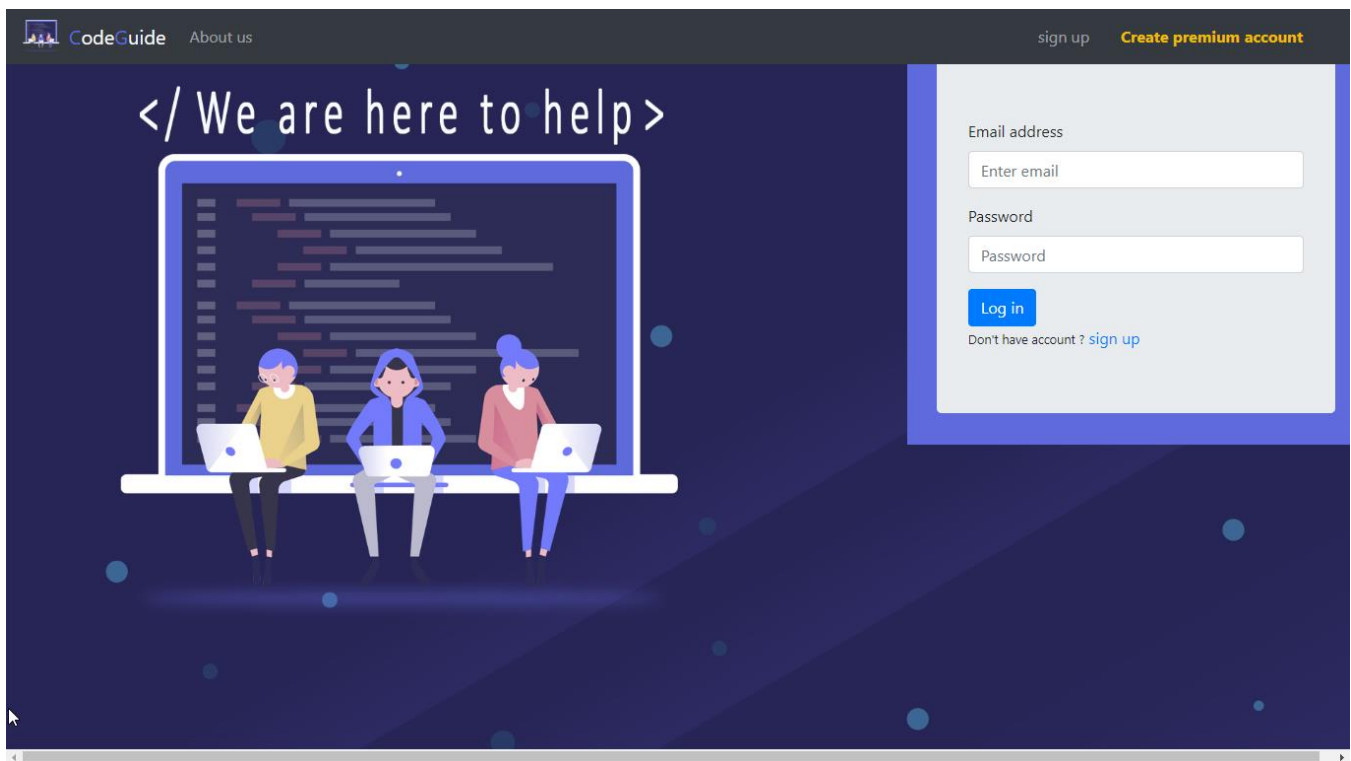 CodeGuide About us sign up Create premium account
</ We are here to help >
Email address
Enter email
Password
Password
Log in
Don't have account ? sign up